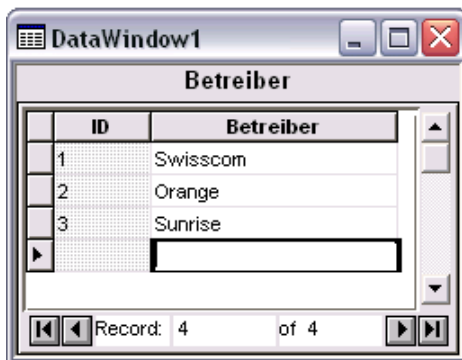 DataWindow1
Betreiber
ID Betreiber
1 Swisscom
2 Orange
3 Sunrise
Record: 4 of 4